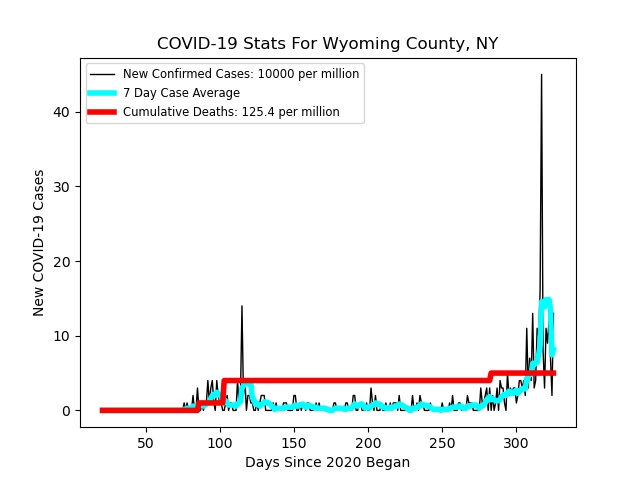 COVID-19 Stats For Wyoming County, NY
New Confirmed Cases: 10000 per million
7 Day Case Average
Cumulative Deaths: 125.4 per million
New COVID-19 Cases
40
30
20
10
0
50
100
150
200
250
300
Days Since 2020 Began